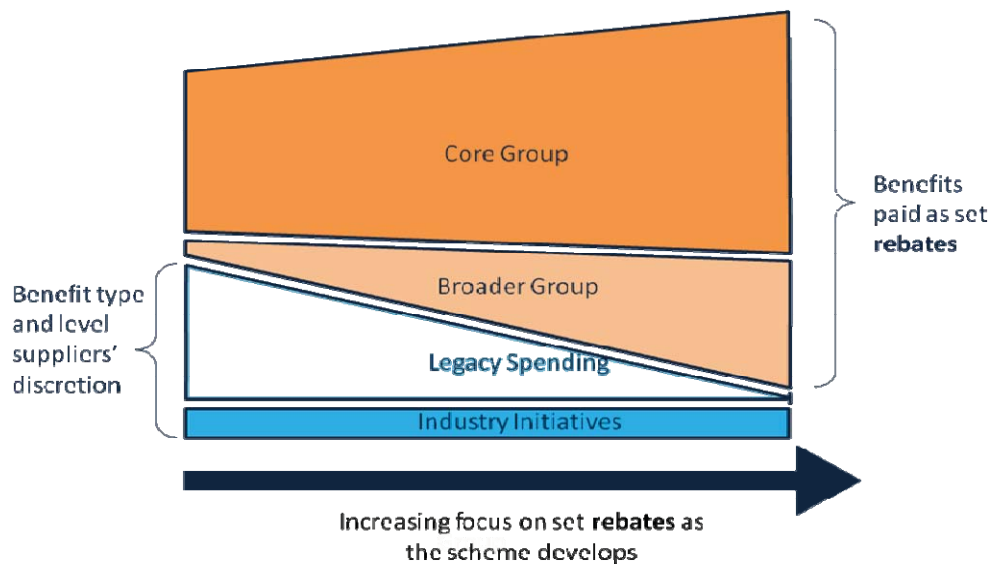 Core Group
Benefits
paid as set
rebates
Broader Group
Benefit type
and level
suppliers’
discretion
Legacy Spending
Industry Initiatives
Increasing focus on set rebates as
the scheme develops